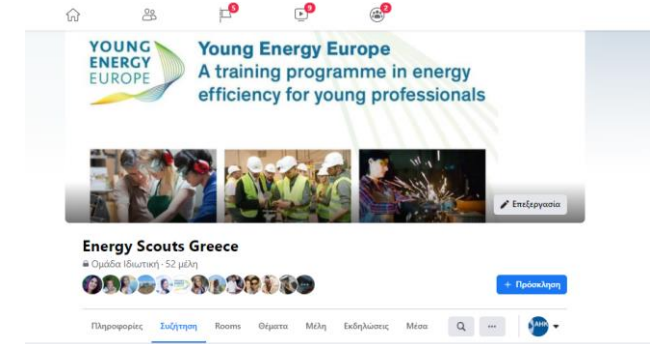 5
9
2
YOUNG
ENERGY
EUROPE
Young Energy Europe
A training programme in energy
efficiency for young professionals
Επεξεργασία
Energy Scouts Greece
Ομάδα Ιδιωτική · 52 μέλη
+ Πρόσκληση
Πληροφορίες Συζήτηση Rooms Θέματα Μέλη Εκδηλώσεις Μέσα ... AHK